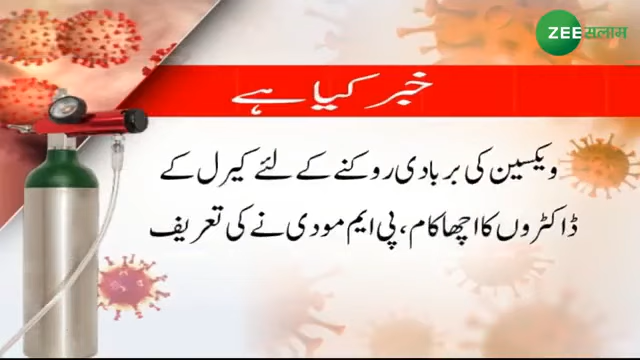 ZEE सलाम
خبر کیا ہے
ویکسین کی بربادی روکنے کے لئے کیرل کے
ڈاکٹروں کا اچھا کام، پی ایم مودی نے کی تعریف